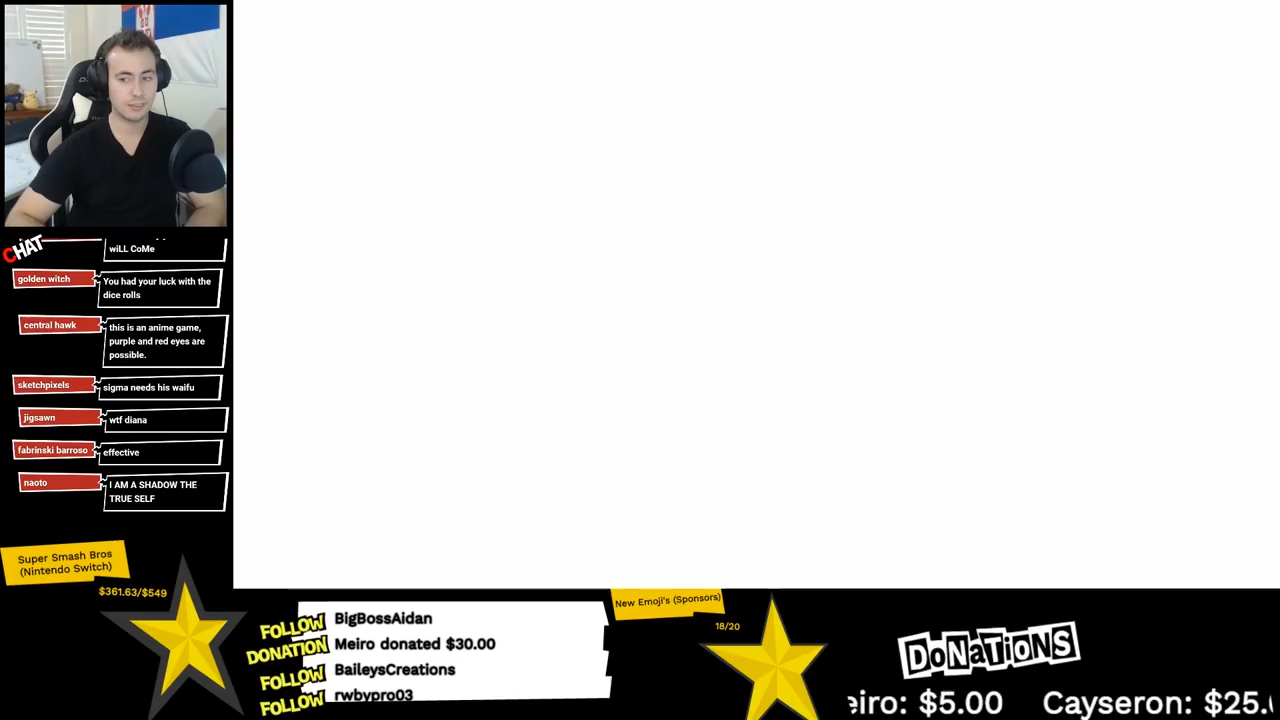 CHAT
wiLL CoMe
golden witch
You had your luck with the
dice rolls
central hawk
this is an anime game,
purple and red eyes are
possible.
sketchpixels
sigma needs his waifu
jigsawn
wtf diana
fabrinski barroso
effective
naoto
I AM A SHADOW THE
TRUE SELF
Super Smash Bros
(Nintendo Switch)
$361.63/$549
FOLLOW BigBossAidan
DONATION Meiro donated $30.00
FOLLOW BaileysCreations
FOLLOW rwbypro03
New Emoji's (Sponsors)
18/20
DoNaTioNS
eiro: $5.00 Cayseron: $25.